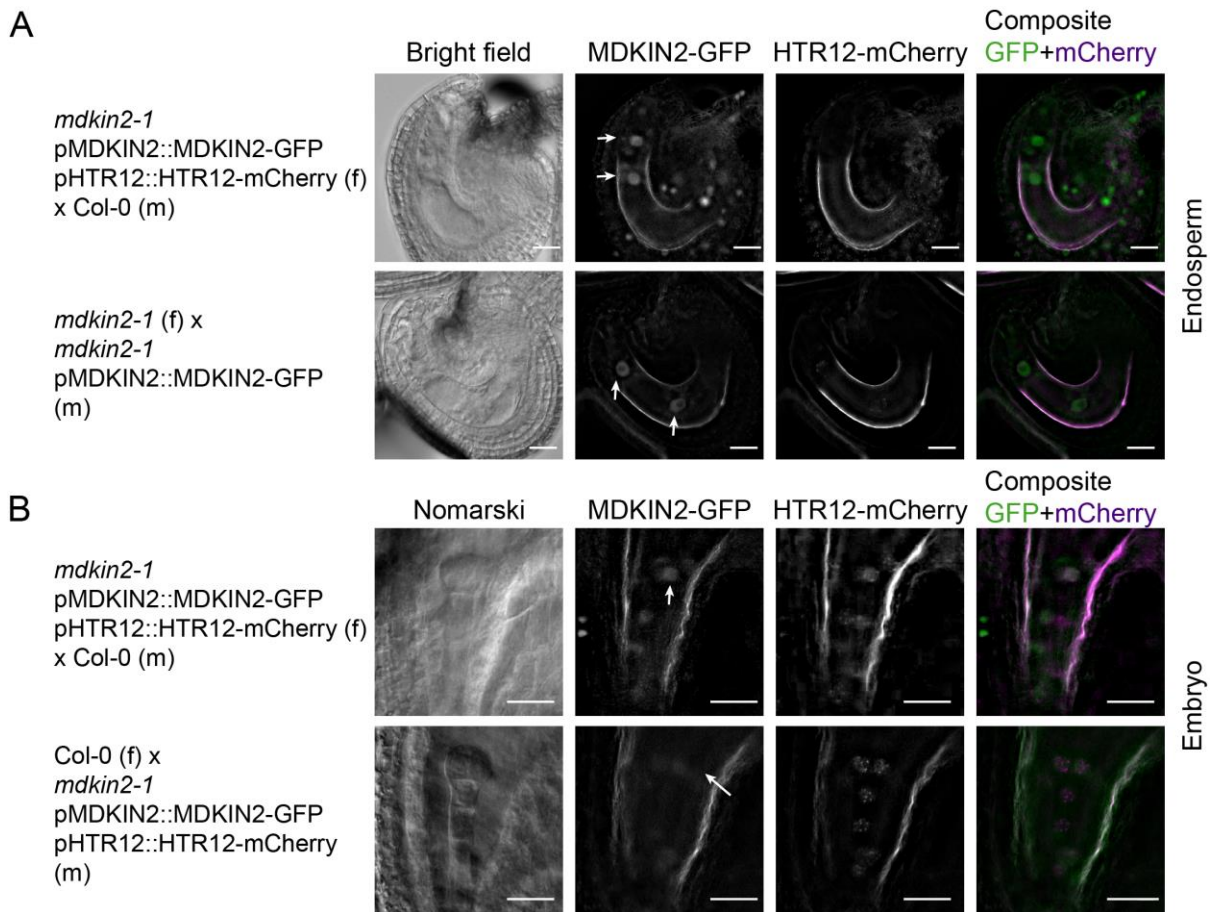 A
Bright field
MDKIN2-GFP
HTR12-mCherry
Composite
GFP+mCherry
mdkin2-1
pMDKIN2::MDKIN2-GFP
pHTR12::HTR12-mCherry (f)
x Col-0 (m)
mdkin2-1 (f) x
mdkin2-1
pMDKIN2::MDKIN2-GFP
(m)
Endosperm
B
Nomarski
MDKIN2-GFP
HTR12-mCherry
Composite
GFP+mCherry
mdkin2-1
pMDKIN2::MDKIN2-GFP
pHTR12::HTR12-mCherry (f)
x Col-0 (m)
Col-0 (f) x
mdkin2-1
pMDKIN2::MDKIN2-GFP
pHTR12::HTR12-mCherry
(m)
Embryo